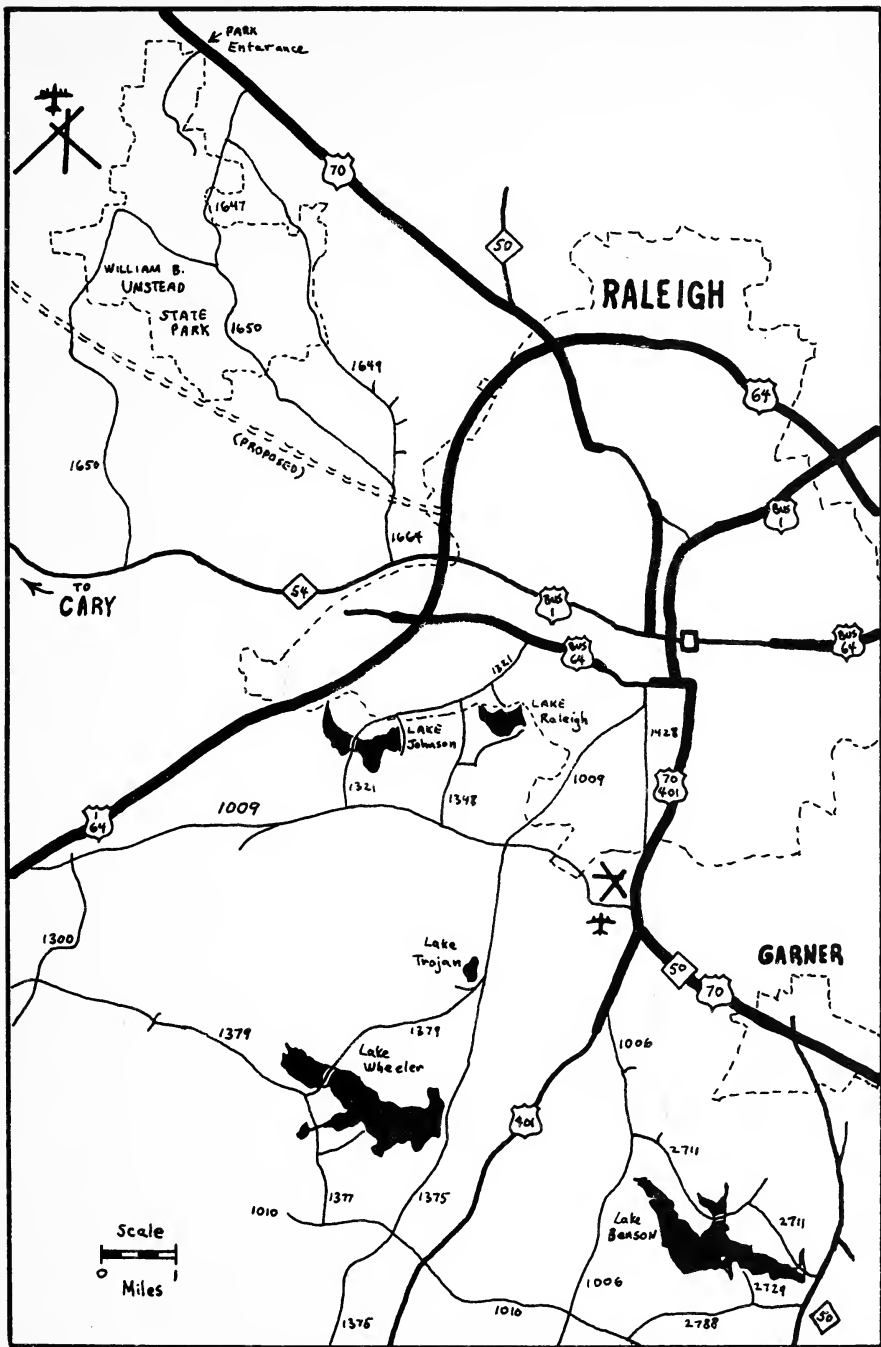 PARK
Entarance
70
50
1647
WILLIAM B.
UMSTEAD
STATE
PARK
RALEIGH
1650
1649
64
(PROPOSED)
1650
BUS
1
1664
TO
CARY
54
BUS
1
BUS
64
BUS
64
1321
LAKE
Raleigh
LAKE
Johnson
1428
1009
70
401
1321
1348
1
64
1009
1300
Lake
Trojan
GARNER
50
70
1379
1379
1006
Lake
Wheeler
401
2711
1377
1375
1010
Lake
BENSON
2711
Scale
0
1
Miles
1006
2729
1010
1375
2788
50